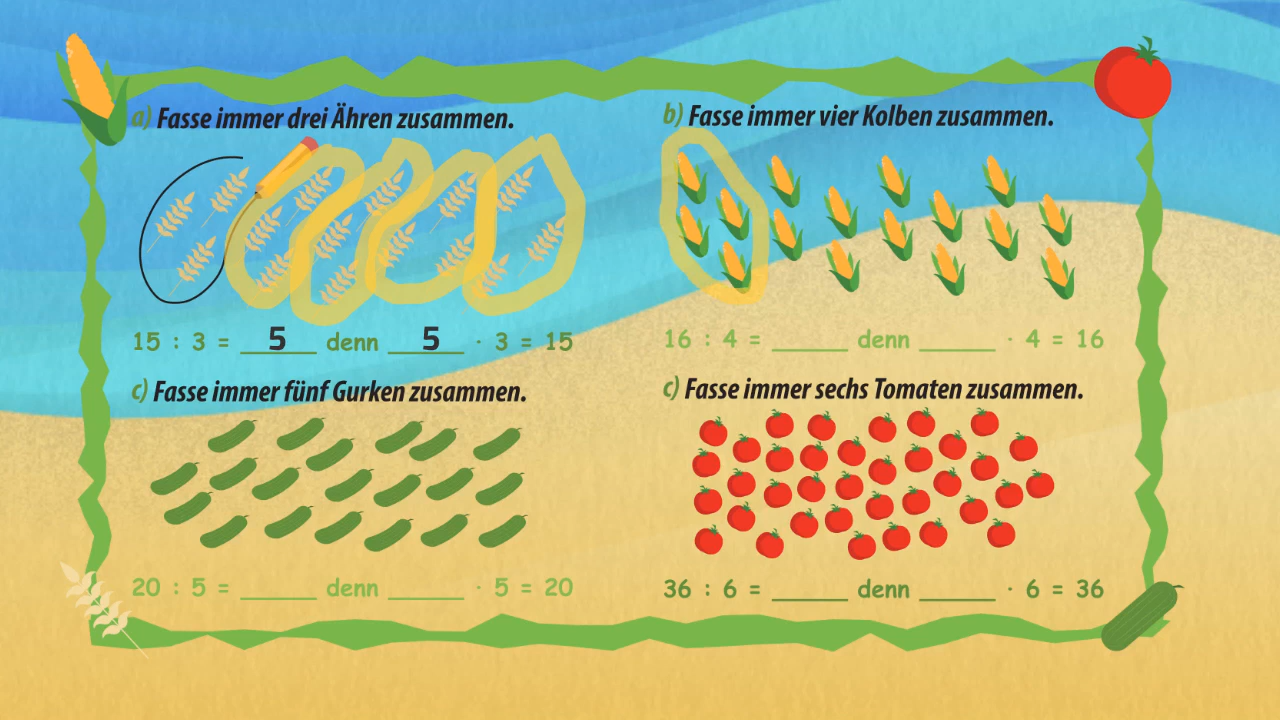 a) Fasse immer drei Ähren zusammen.
15 : 3 = 5 denn 5 · 3 = 15
b) Fasse immer vier Kolben zusammen.
16 : 4 = ______ denn ______ · 4 = 16
c) Fasse immer fünf Gurken zusammen.
20 : 5 = ______ denn ______ · 5 = 20
c) Fasse immer sechs Tomaten zusammen.
36 : 6 = ______ denn ______ · 6 = 36